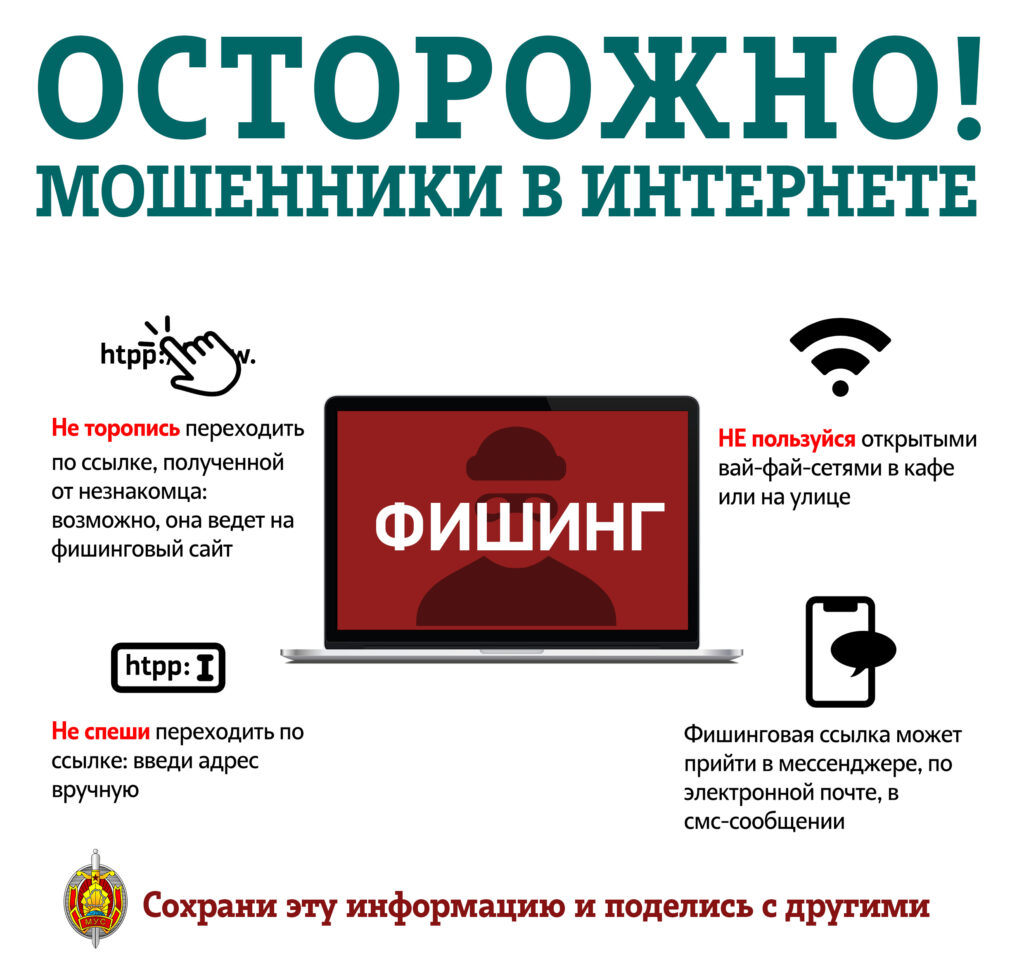 ОСТОРОЖНО!
МОШЕННИКИ В ИНТЕРНЕТЕ
htpp:/ w.
Не торопись переходить
по ссылке, полученной
от незнакомца:
возможно, она ведет на
фишинговый сайт
НЕ пользуйся открытыми
вай-фай-сетями в кафе
или на улице
ФИШИНГ
htpp:
Не спеши переходить по
ссылке: введи адрес
вручную
Фишинговая ссылка может
прийти в мессенджере, по
электронной почте, в
смс-сообщении
МУС
Сохрани эту информацию и поделись с другими